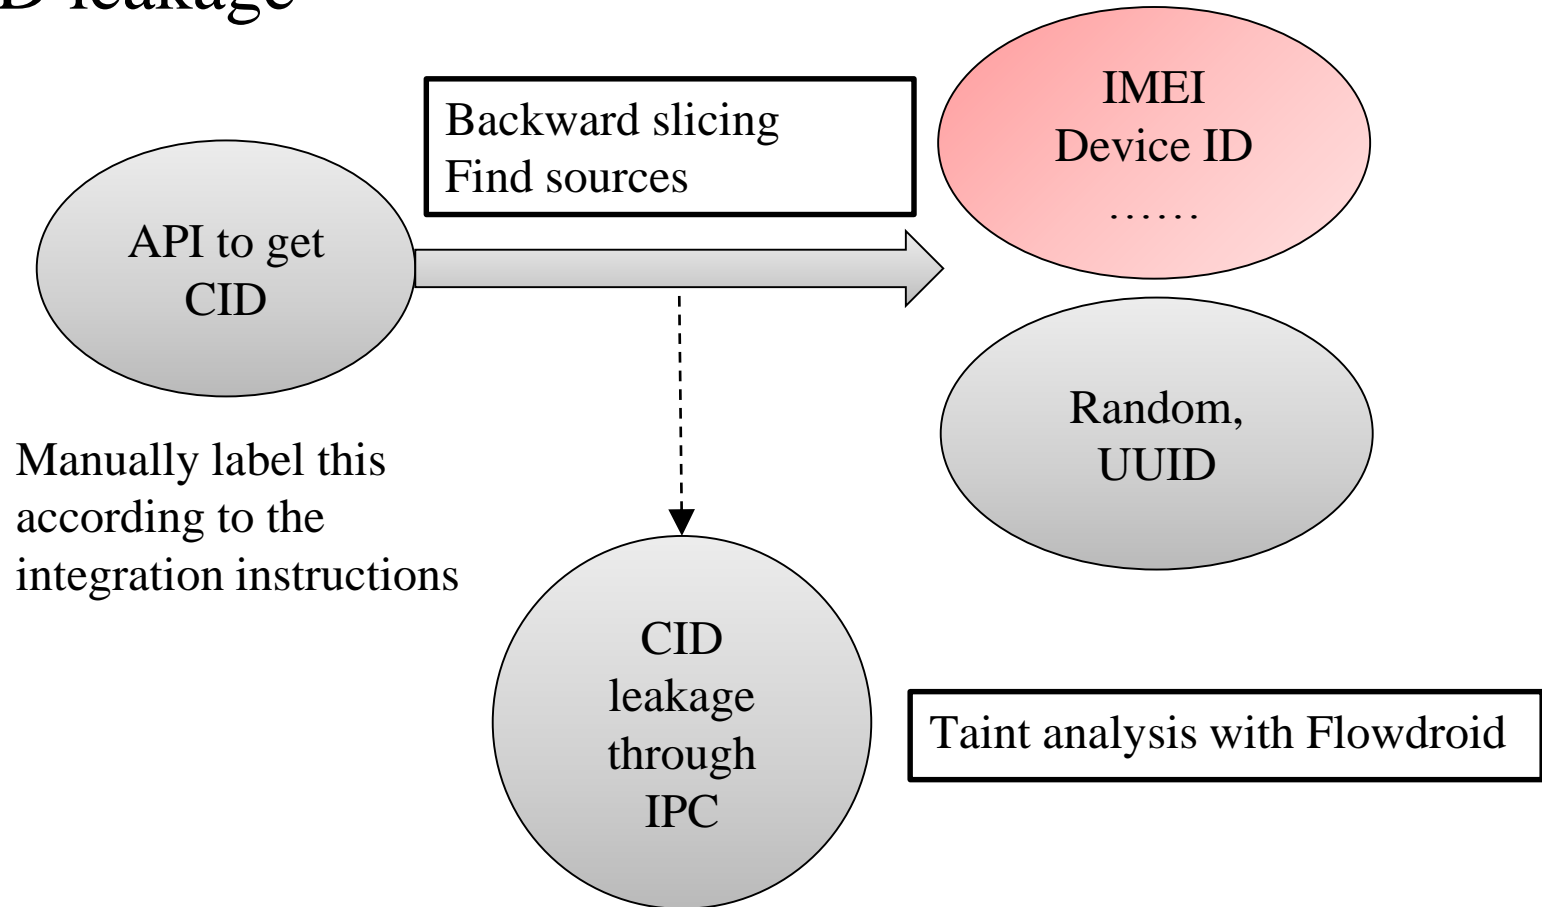 D leakage
Backward slicing
Find sources
IMEI
Device ID
……
API to get
CID
Random,
UUID
Manually label this
according to the
integration instructions
CID
leakage
through
IPC
Taint analysis with Flowdroid